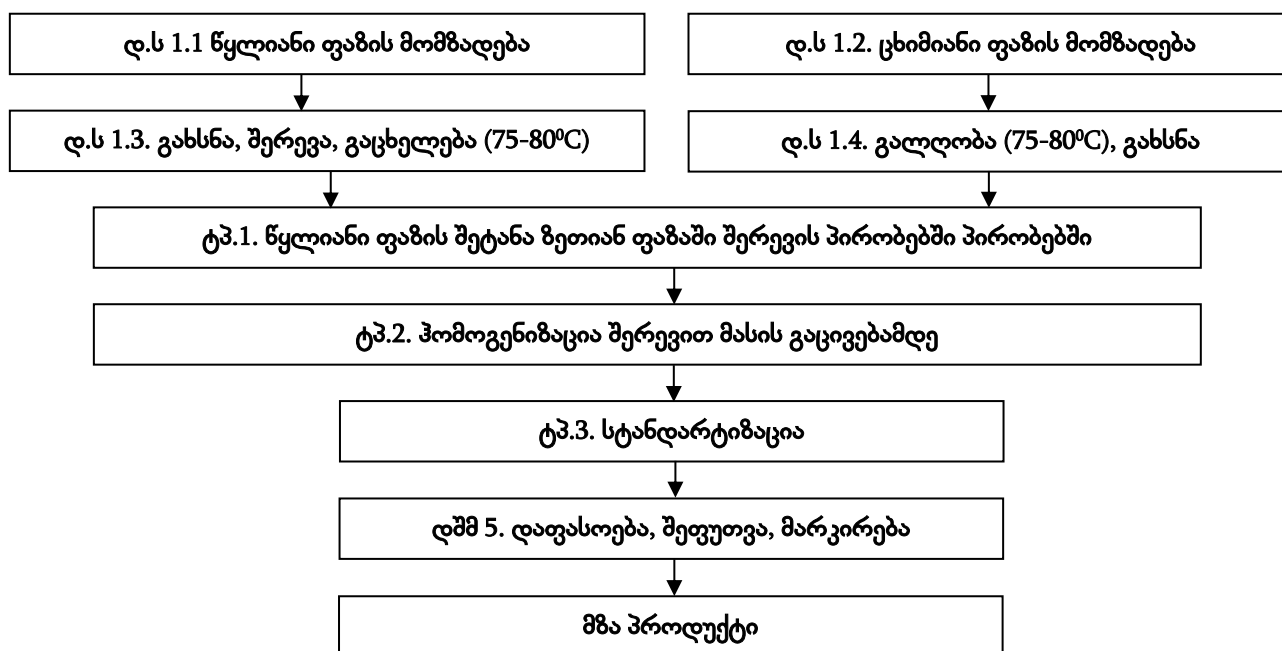 დ.ს 1.1 წყლიანი ფაზის მომზადება
დ.ს 1.2. ცხიმიანი ფაზის მომზადება
დ.ს 1.3. გახსნა, შერევა, გაცხელება (75-80⁰C)
დ.ს 1.4. გალღობა (75-80⁰C), გახსნა
ტპ.1. წყლიანი ფაზის შეტანა ზეთიან ფაზაში შერევის პირობებში პირობებში
ტპ.2. ჰომოგენიზაცია შერევით მასის გაცივებამდე
ტპ.3. სტანდარტიზაცია
დშმ 5. დაფასოება, შეფუთვა, მარკირება
მზა პროდუქტი